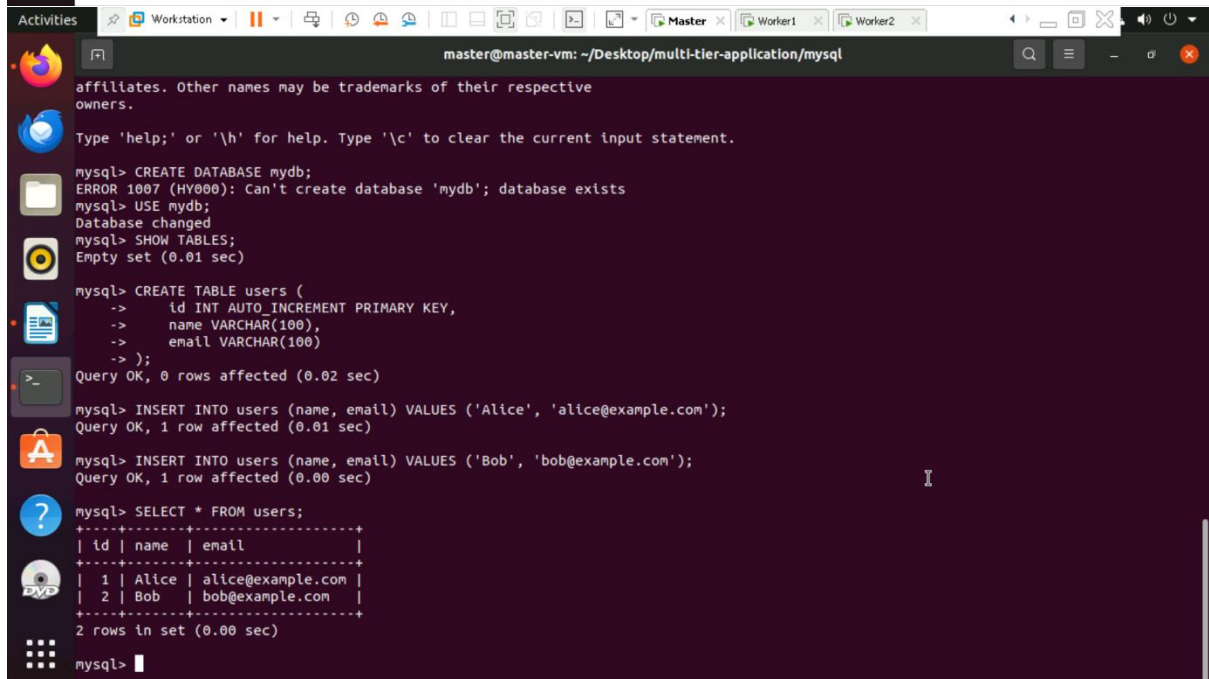 Activities
Workstation
Master
Worker1
Worker2
master@master-vm: ~/Desktop/multi-tier-application/mysql
affiliates. Other names may be trademarks of their respective
owners.
Type 'help;' or '\h' for help. Type '\c' to clear the current input statement.
mysql> CREATE DATABASE mydb;
ERROR 1007 (HY000): Can't create database 'mydb'; database exists
mysql> USE mydb;
Database changed
mysql> SHOW TABLES;
Empty set (0.01 sec)
mysql> CREATE TABLE users (
    ->     id INT AUTO_INCREMENT PRIMARY KEY,
    ->     name VARCHAR(100),
    ->     email VARCHAR(100)
    -> );
Query OK, 0 rows affected (0.02 sec)
mysql> INSERT INTO users (name, email) VALUES ('Alice', 'alice@example.com');
Query OK, 1 row affected (0.01 sec)
mysql> INSERT INTO users (name, email) VALUES ('Bob', 'bob@example.com');
Query OK, 1 row affected (0.00 sec)
mysql> SELECT * FROM users;
+----+-------+-------------------+
| id | name  | email             |
+----+-------+-------------------+
|  1 | Alice | alice@example.com |
|  2 | Bob   | bob@example.com   |
+----+-------+-------------------+
2 rows in set (0.00 sec)
DVD
mysql>